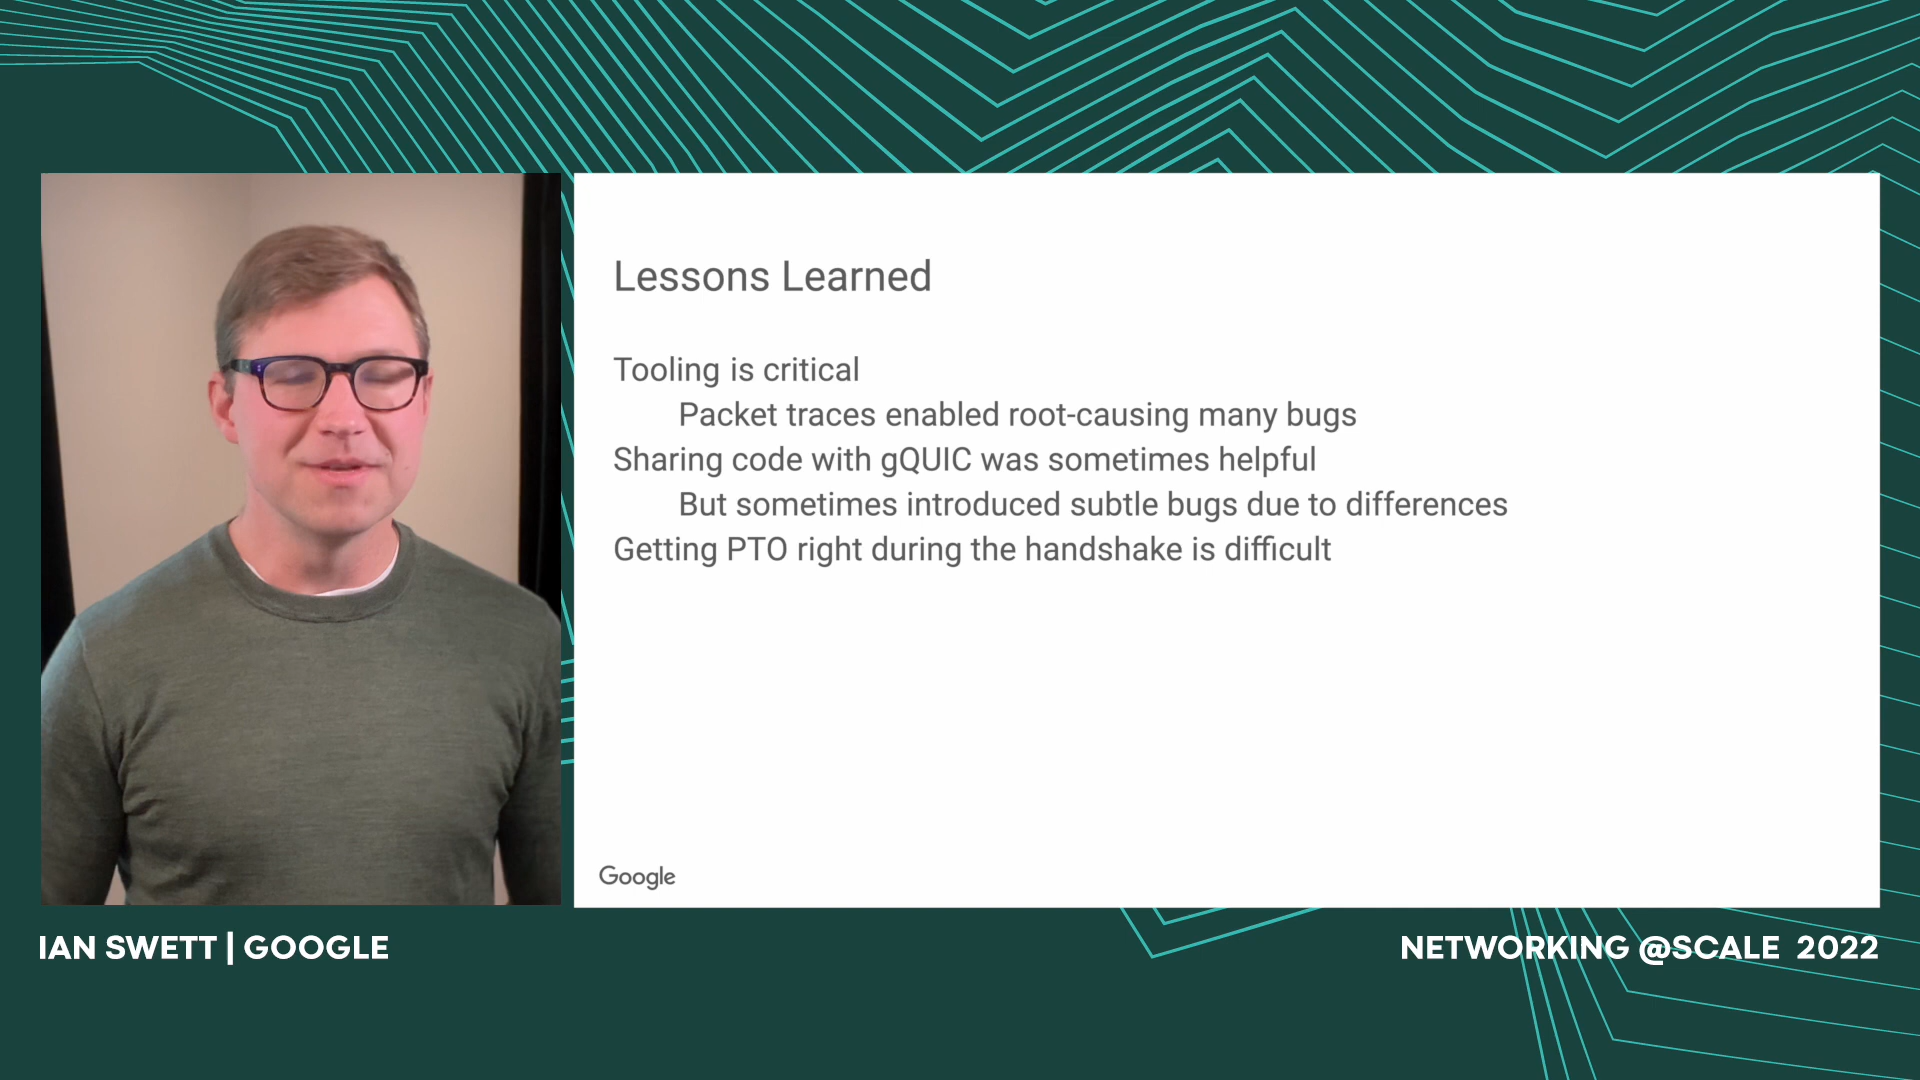 Lessons Learned
Tooling is critical
Packet traces enabled root-causing many bugs
Sharing code with gQUIC was sometimes helpful
But sometimes introduced subtle bugs due to differences
Getting PTO right during the handshake is difficult
Google
IAN SWETT | GOOGLE
NETWORKING @SCALE 2022